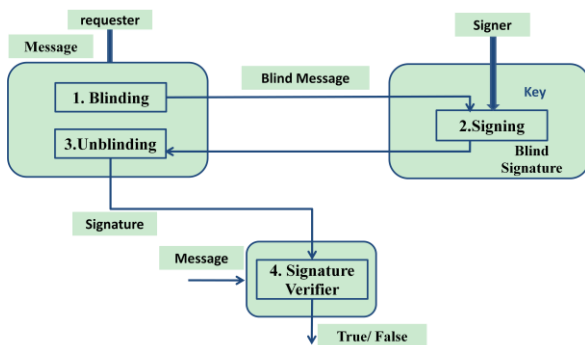 requester
Signer
Message
Blind Message
1. Blinding
Key
2.Signing
3.Unblinding
Blind
Signature
Signature
Message
4. Signature
Verifier
True/ False